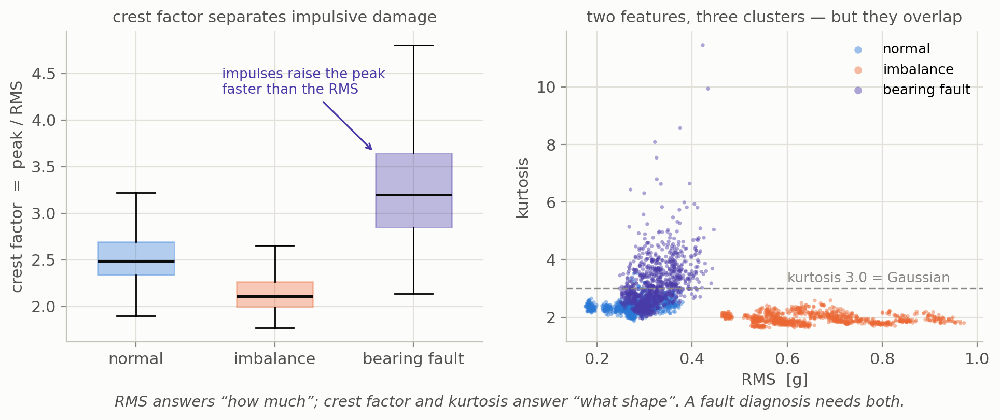 crest factor separates impulsive damage
crest factor = peak / RMS
4.5
4.0
3.5
3.0
2.5
2.0
impulses raise the peak
faster than the RMS
normal
imbalance
bearing fault
two features, three clusters — but they overlap
kurtosis
10
8
6
4
2
normal
imbalance
bearing fault
kurtosis 3.0 = Gaussian
0.2
0.4
0.6
0.8
1.0
RMS [g]
RMS answers “how much”; crest factor and kurtosis answer “what shape”. A fault diagnosis needs both.